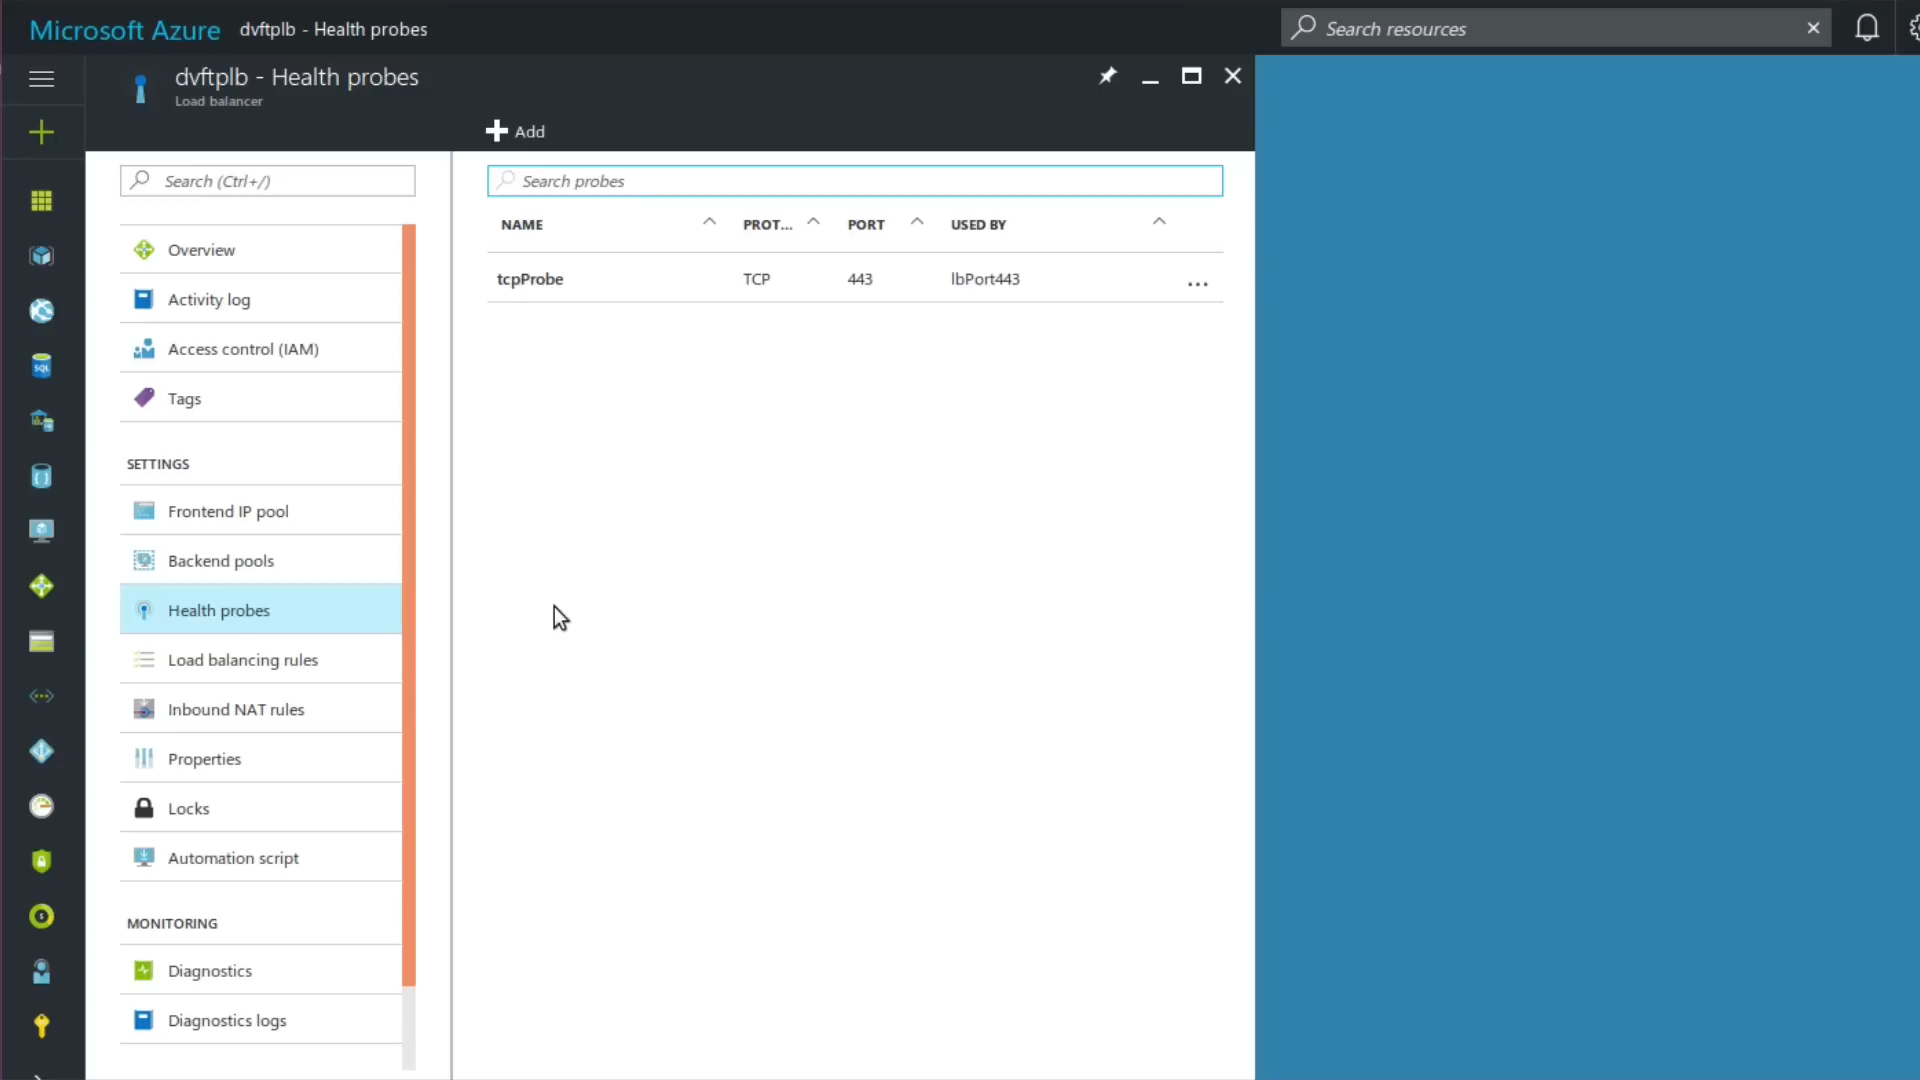 Microsoft Azure dvftplb - Health probes
Search resources
dvftplb - Health probes
Load balancer
Add
Search (Ctrl+/)
Overview
Activity log
Access control (IAM)
Tags
SETTINGS
Frontend IP pool
Backend pools
Health probes
Load balancing rules
Inbound NAT rules
Properties
Locks
Automation script
MONITORING
Diagnostics
Diagnostics logs
Search probes
NAME PROT... PORT USED BY
tcpProbe TCP 443 lbPort443 ...
SQL